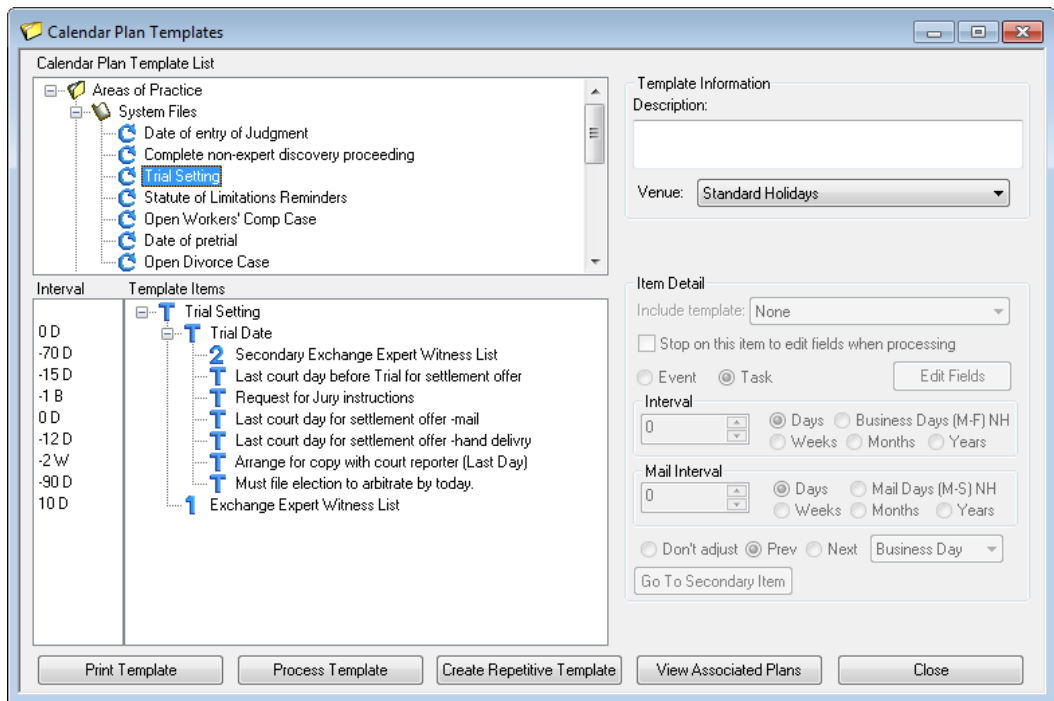 Calendar Plan Templates
Calendar Plan Template List
Areas of Practice
System Files
Date of entry of Judgment
Complete non-expert discovery proceeding
Trial Setting
Statute of Limitations Reminders
Open Workers' Comp Case
Date of pretrial
Open Divorce Case
Template Information
Description:
Venue: Standard Holidays
Interval Template Items
Trial Setting
0 D Trial Date
-70 D 2 Secondary Exchange Expert Witness List
-15 D Last court day before Trial for settlement offer
-1 B Request for Jury instructions
0 D Last court day for settlement offer -mail
-12 D Last court day for settlement offer -hand delivry
-2 W Arrange for copy with court reporter (Last Day)
-90 D Must file election to arbitrate by today.
10 D 1 Exchange Expert Witness List
Item Detail
Include template: None
Stop on this item to edit fields when processing
Event Task Edit Fields
Interval
0 Days Business Days (M-F) NH
Weeks Months Years
Mail Interval
0 Days Mail Days (M-S) NH
Weeks Months Years
Don't adjust Prev Next Business Day
Go To Secondary Item
Print Template Process Template Create Repetitive Template View Associated Plans Close